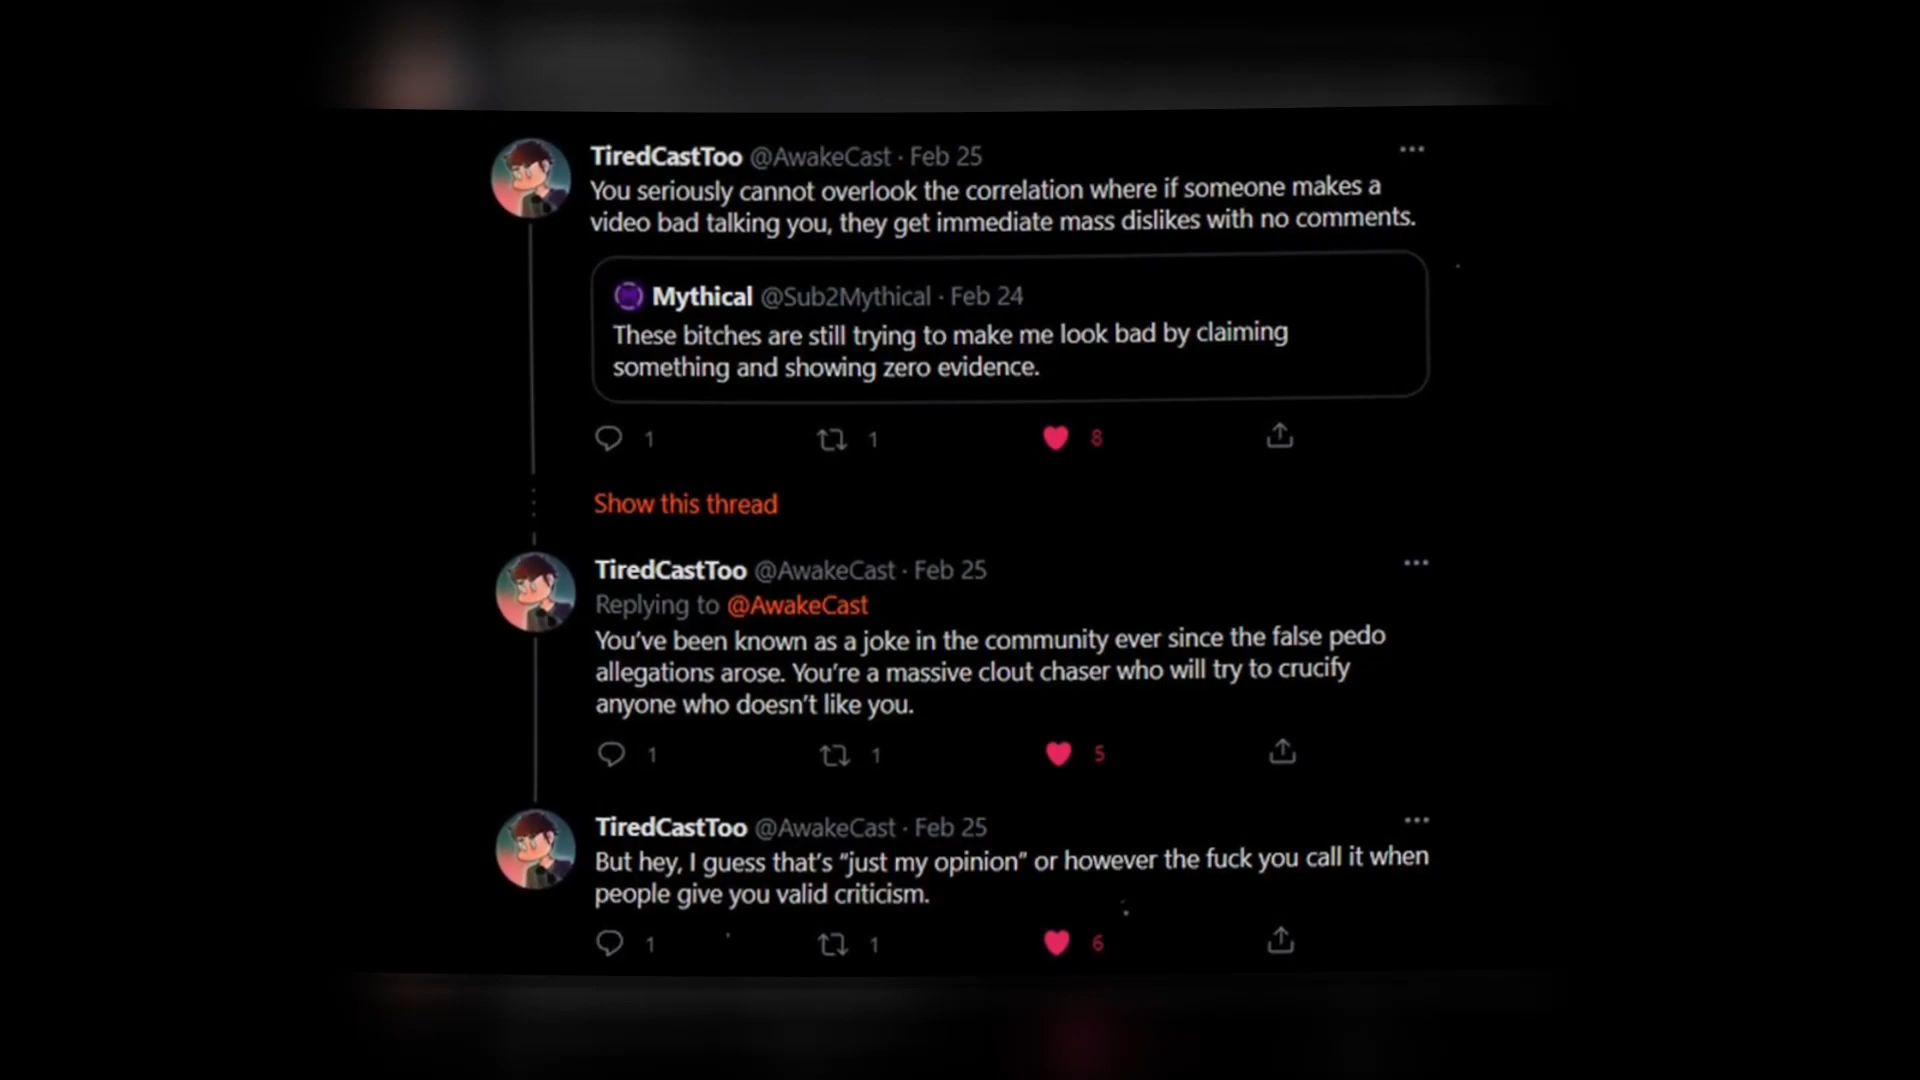 TiredCastToo @AwakeCast · Feb 25
You seriously cannot overlook the correlation where if someone makes a
video bad talking you, they get immediate mass dislikes with no comments.
Mythical @Sub2Mythical · Feb 24
These bitches are still trying to make me look bad by claiming
something and showing zero evidence.
1 1 8
Show this thread
TiredCastToo @AwakeCast · Feb 25
Replying to @AwakeCast
You’ve been known as a joke in the community ever since the false pedo
allegations arose. You’re a massive clout chaser who will try to crucify
anyone who doesn’t like you.
1 1 5
TiredCastToo @AwakeCast · Feb 25
But hey, I guess that’s “just my opinion” or however the fuck you call it when
people give you valid criticism.
1 1 6